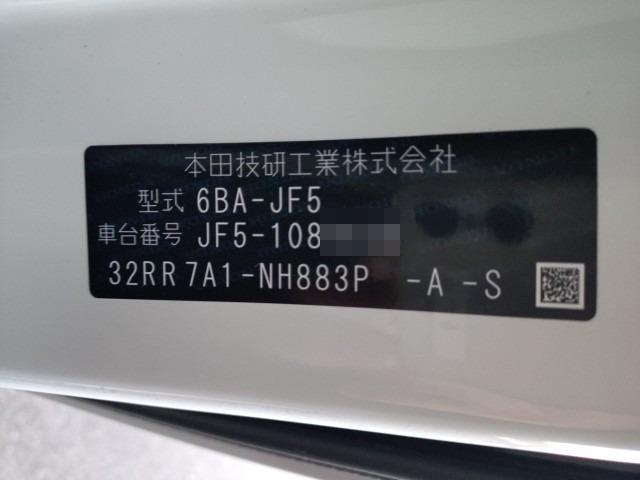 本田技研工業株式会社
型式 6BA-JF5
車台番号 JF5-108
32RR7A1-NH883P -A -S